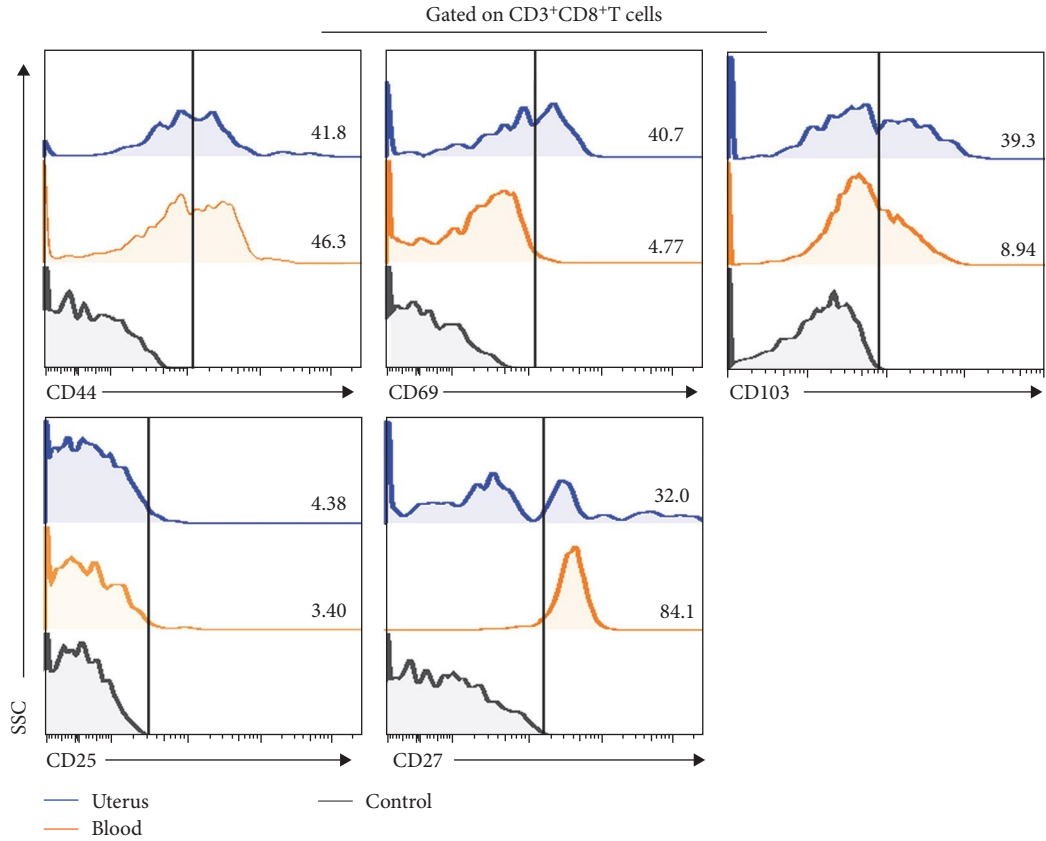 Gated on CD3⁺CD8⁺T cells
41.8
46.3
CD44
40.7
4.77
CD69
39.3
8.94
CD103
4.38
3.40
CD25
32.0
84.1
CD27
SSC
Uterus
Control
Blood